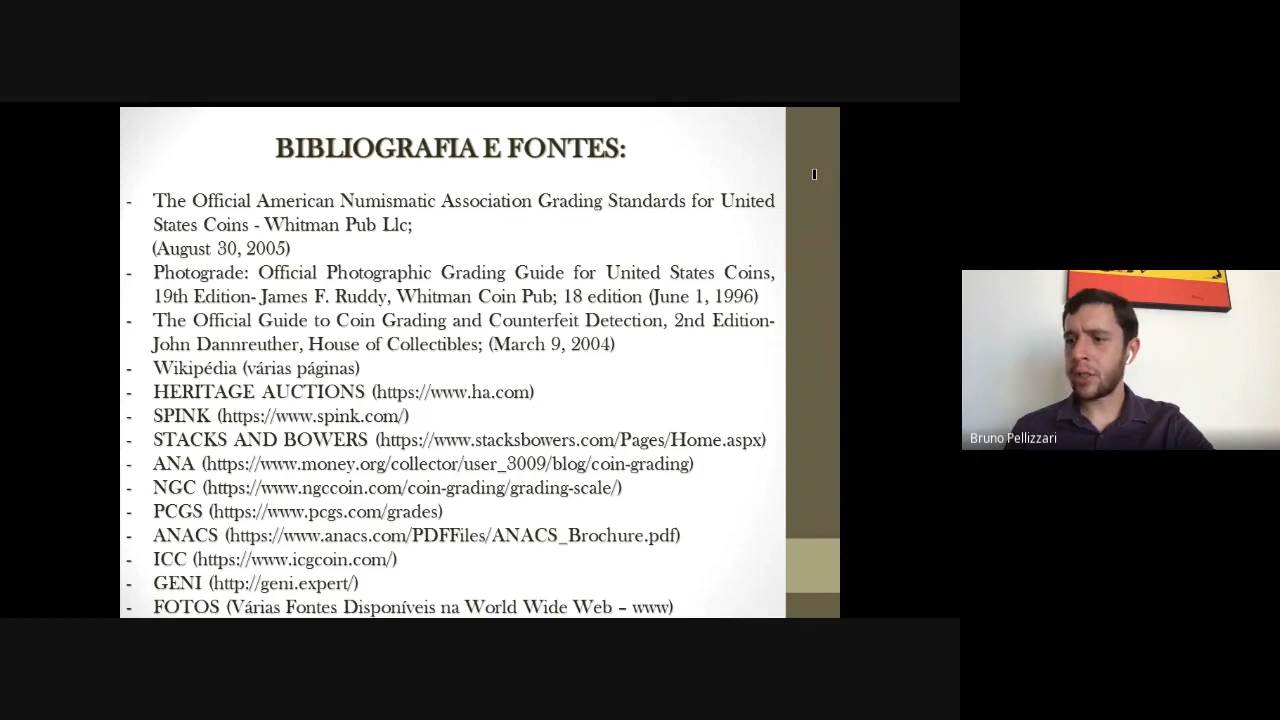 BIBLIOGRAFIA E FONTES:
- The Official American Numismatic Association Grading Standards for United
States Coins - Whitman Pub Llc;
(August 30, 2005)
- Photograde: Official Photographic Grading Guide for United States Coins,
19th Edition- James F. Ruddy, Whitman Coin Pub; 18 edition (June 1, 1996)
- The Official Guide to Coin Grading and Counterfeit Detection, 2nd Edition-
John Dannreuther, House of Collectibles; (March 9, 2004)
- Wikipédia (várias páginas)
- HERITAGE AUCTIONS (https://www.ha.com)
- SPINK (https://www.spink.com/)
- STACKS AND BOWERS (https://www.stacksbowers.com/Pages/Home.aspx)
- ANA (https://www.money.org/collector/user_3009/blog/coin-grading)
- NGC (https://www.ngccoin.com/coin-grading/grading-scale/)
- PCGS (https://www.pcgs.com/grades)
- ANACS (https://www.anacs.com/PDFFiles/ANACS_Brochure.pdf)
- ICC (https://www.icgcoin.com/)
- GENI (http://geni.expert/)
- FOTOS (Várias Fontes Disponíveis na World Wide Web – www)
Bruno Pellizzari